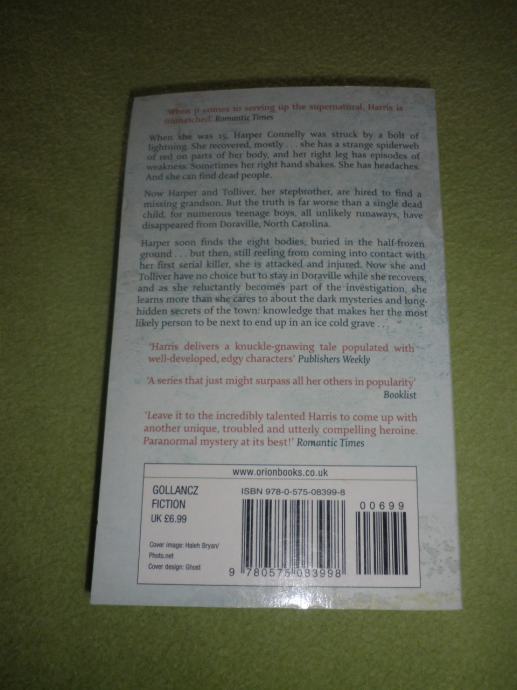 'When it comes to serving up the supernatural, Harris is
unmatched' Romantic Times
When she was 15, Harper Connelly was struck by a bolt of
lightning. She recovered, mostly . . . she has a strange spiderweb
of red on parts of her body, and her right leg has episodes of
weakness. Sometimes her right hand shakes. She has headaches.
And she can find dead people.
Now Harper and Tolliver, her stepbrother, are hired to find a
missing grandson. But the truth is far worse than a single dead
child, for numerous teenage boys, all unlikely runaways, have
disappeared from Doraville, North Carolina.
Harper soon finds the eight bodies, buried in the half-frozen
ground . . . but then, still reeling from coming into contact with
her first serial killer, she is attacked and injured. Now she and
Tolliver have no choice but to stay in Doraville while she recovers,
and as she reluctantly becomes part of the investigation, she
learns more than she cares to about the dark mysteries and long-
hidden secrets of the town: knowledge that makes her the most
likely person to be next to end up in an ice cold grave . . .
'Harris delivers a knuckle-gnawing tale populated with
well-developed, edgy characters' Publishers Weekly
'A series that just might surpass all her others in popularity'
Booklist
'Leave it to the incredibly talented Harris to come up with
another unique, troubled and utterly compelling heroine.
Paranormal mystery at its best!' Romantic Times
www.orionbooks.co.uk
GOLLANCZ
FICTION
UK £6.99
Cover image: Haleh Bryan/
Photo.net
Cover design: Ghost
ISBN 978-0-575-08399-8
00699
9 780575 083998